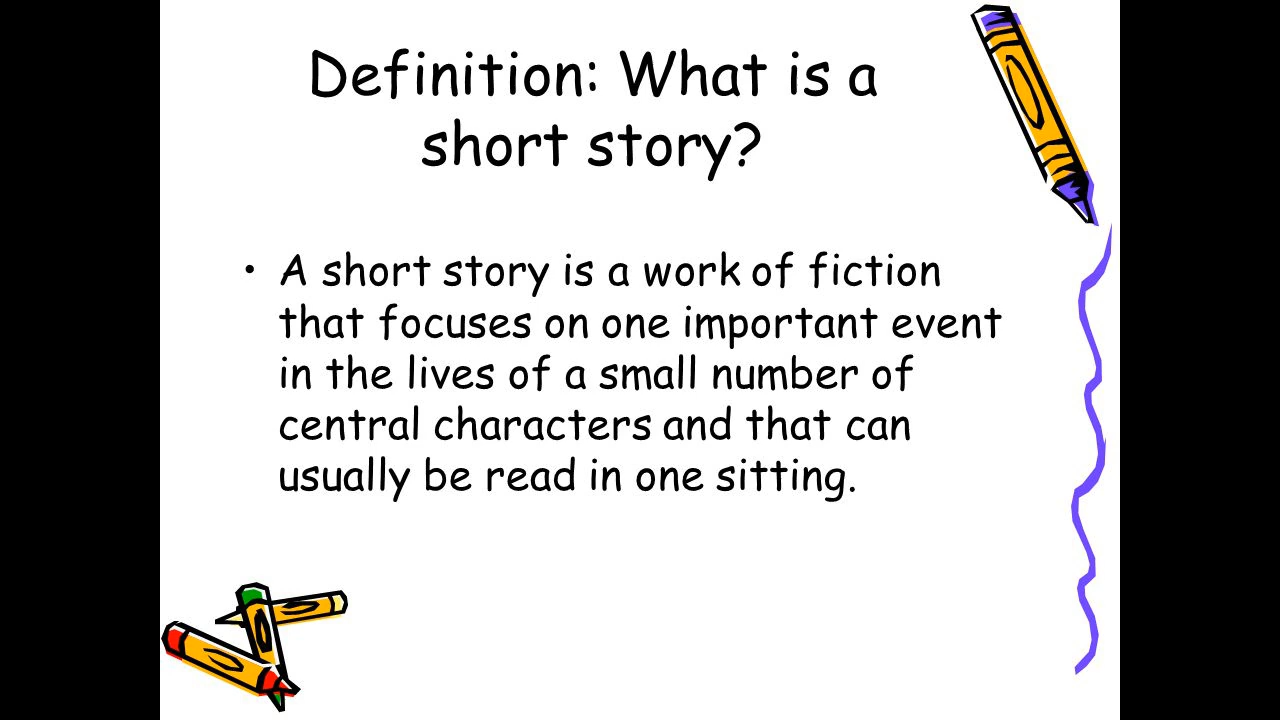 Definition: What is a
short story?
• A short story is a work of fiction
that focuses on one important event
in the lives of a small number of
central characters and that can
usually be read in one sitting.